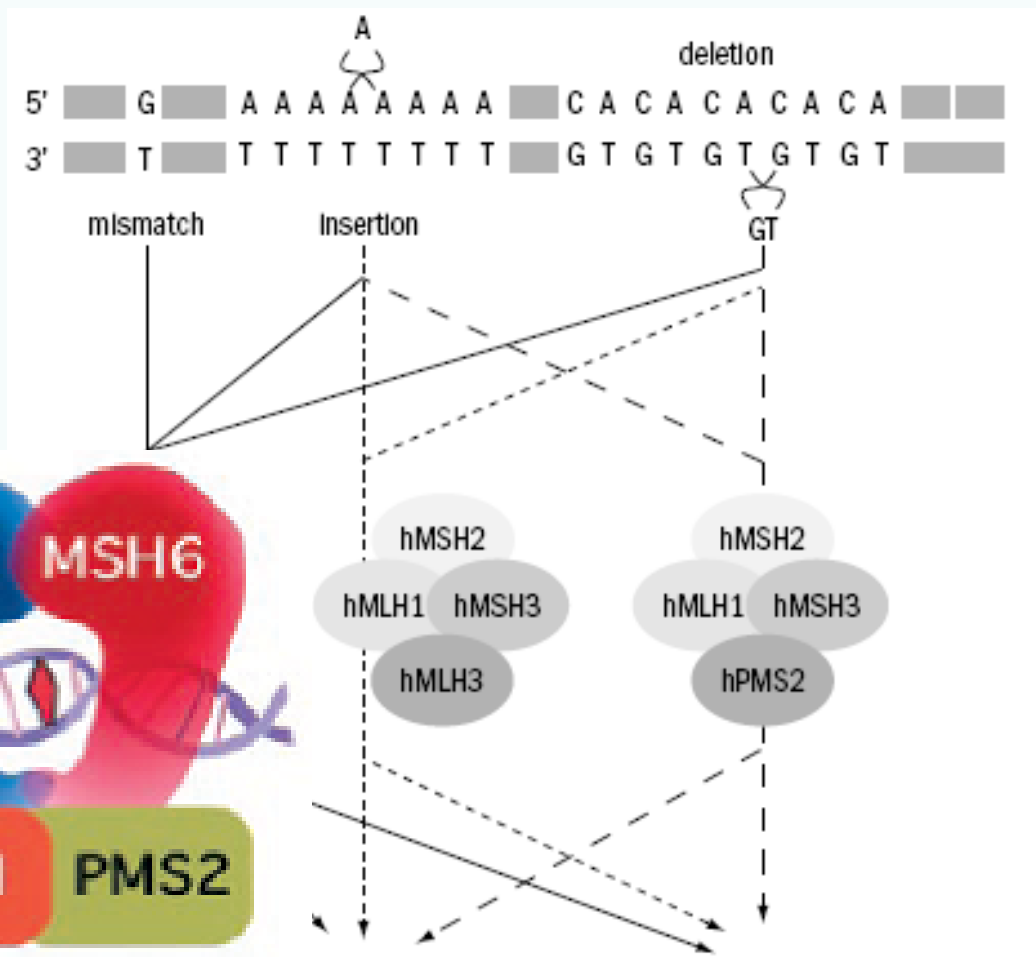 A
deletion
5' G A A A A A A A A C A C A C A C A C A
3' T T T T T T T T T G T G T G T G T G T
mismatch insertion GT
MSH6
hMSH2 hMSH2
hMLH1 hMSH3 hMLH1 hMSH3
hMLH3 hPMS2
PMS2